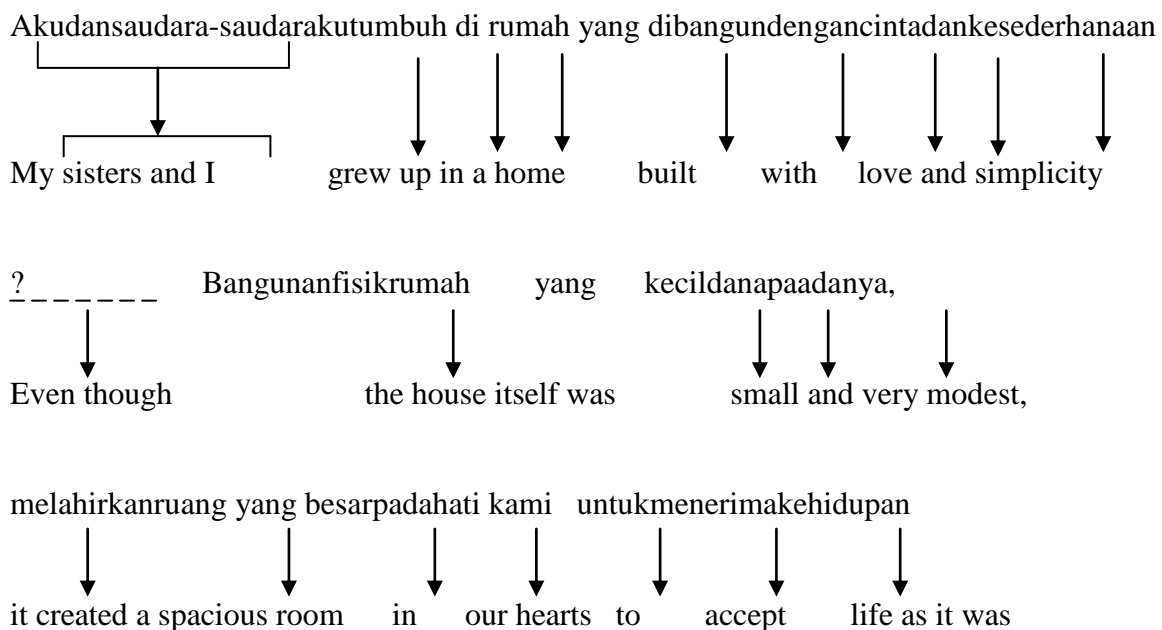 Akudansaudara-saudarakutumbuh di rumah yang dibangundengancintadankesederhanaan
My sisters and I grew up in a home built with love and simplicity
? Bangunanfisikrumah yang kecildanapaadanya,
Even though the house itself was small and very modest,
melahirkanruang yang besarpadahati kami untukmenerimakehidupan
it created a spacious room in our hearts to accept life as it was